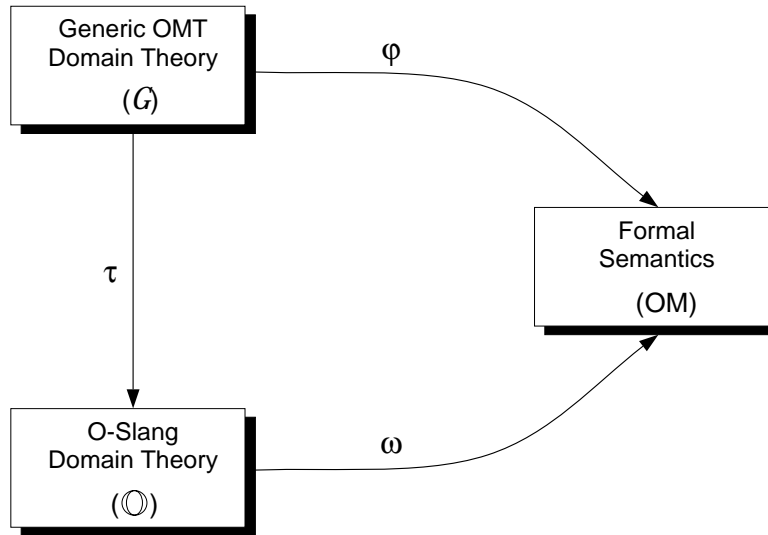 Generic OMT
Domain Theory
(G)
φ
Formal
Semantics
(OM)
τ
O-Slang
Domain Theory
(𝕆)
ω